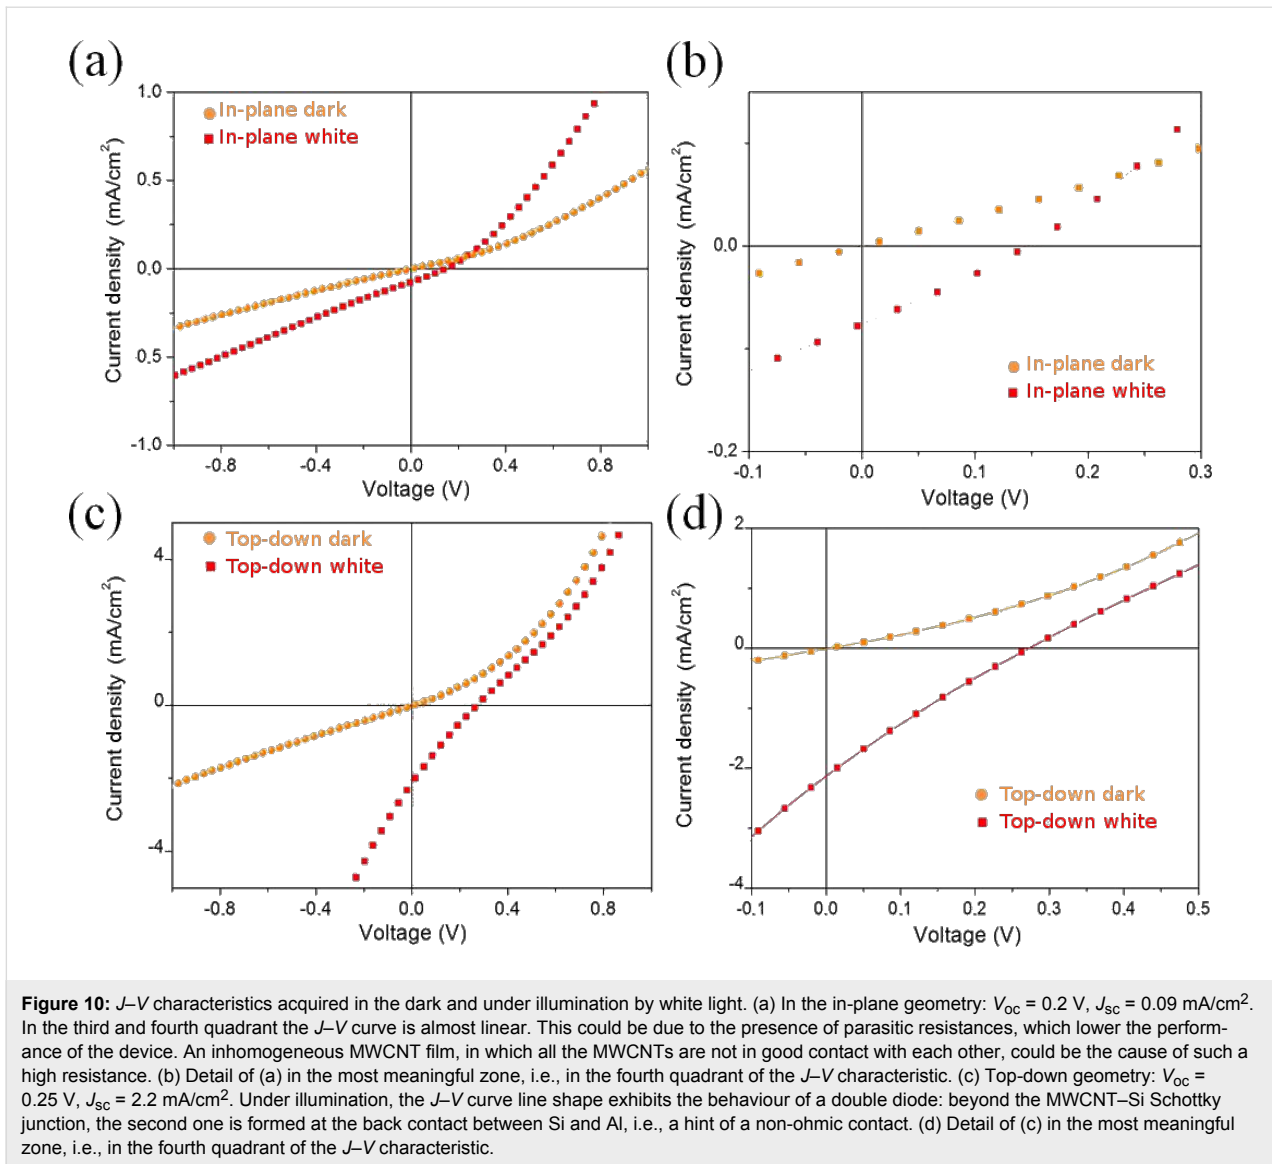 (a)
1.0
0.5
0.0
0.5
-1.0
Current density (mA/cm²)
In-plane dark
In-plane white
-0.8
-0.4
0.0
0.4
0.8
Voltage (V)
(b)
0.0
-0.2
Current density (mA/cm²)
In-plane dark
In-plane white
-0.1
0.0
0.1
0.2
0.3
Voltage (V)
(c)
4
0
-4
Current density (mA/cm²)
Top-down dark
Top-down white
-0.8
-0.4
0.0
0.4
0.8
Voltage (V)
(d)
2
0
-2
-4
Current density (mA/cm²)
Top-down dark
Top-down white
-0.1
0.0
0.1
0.2
0.3
0.4
0.5
Voltage (V)
Figure 10: J–V characteristics acquired in the dark and under illumination by white light. (a) In the in-plane geometry: Voc = 0.2 V, Jsc = 0.09 mA/cm².
In the third and fourth quadrant the J–V curve is almost linear. This could be due to the presence of parasitic resistances, which lower the perform-
ance of the device. An inhomogeneous MWCNT film, in which all the MWCNTs are not in good contact with each other, could be the cause of such a
high resistance. (b) Detail of (a) in the most meaningful zone, i.e., in the fourth quadrant of the J–V characteristic. (c) Top-down geometry: Voc =
0.25 V, Jsc = 2.2 mA/cm². Under illumination, the J–V curve line shape exhibits the behaviour of a double diode: beyond the MWCNT–Si Schottky
junction, the second one is formed at the back contact between Si and Al, i.e., a hint of a non-ohmic contact. (d) Detail of (c) in the most meaningful
zone, i.e., in the fourth quadrant of the J–V characteristic.